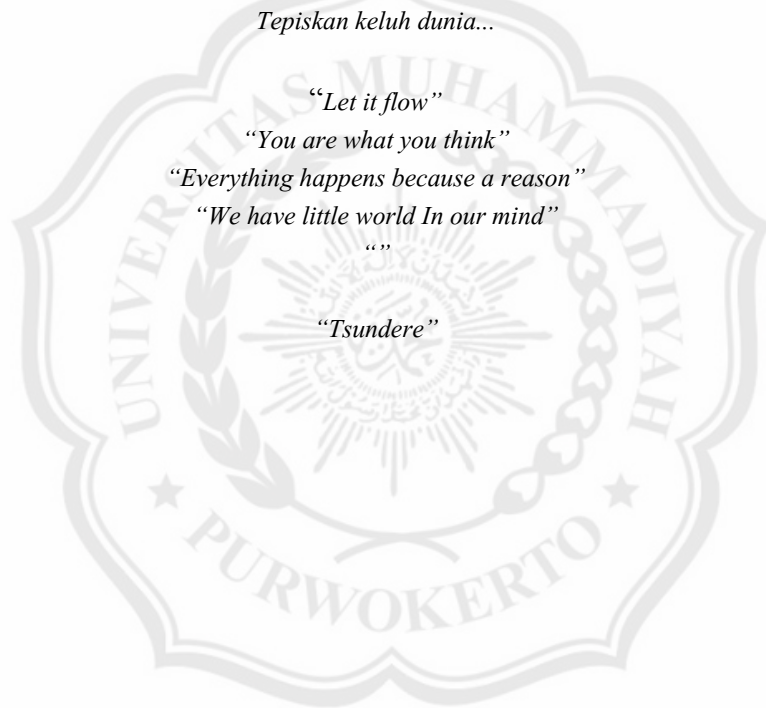 Tepiskan keluh dunia...
“Let it flow”
“You are what you think”
“Everything happens because a reason”
“We have little world In our mind”
“”
“Tsundere”
UNIVERSITAS MUHAMMADIYAH
PURWOKERTO